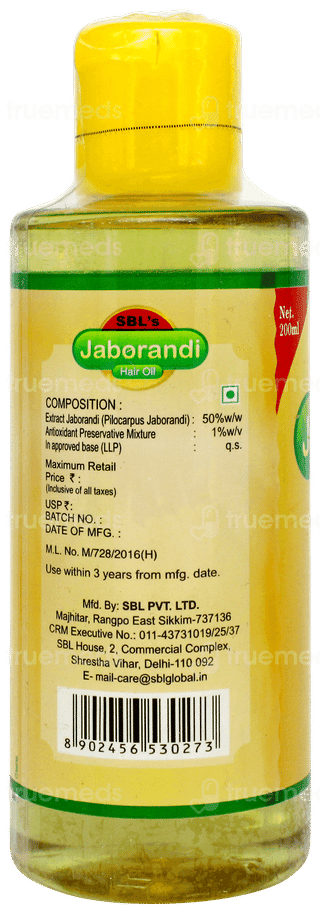 SBL's
Jaborandi
Hair Oil
Net.
200ml
COMPOSITION :
Extract Jaborandi (Pilocarpus Jaborandi) : 50%w/w
Antioxidant Preservative Mixture : 1%w/v
In approved base (LLP) : q.s.
Maximum Retail
Price ₹ :
(Inclusive of all taxes)
USP ₹:
BATCH NO. :
DATE OF MFG. :
M.L. No. M/728/2016(H)
Use within 3 years from mfg. date.
Mfd. By: SBL PVT. LTD.
Majhitar, Rangpo East Sikkim-737136
CRM Executive No.: 011-43731019/25/37
SBL House, 2, Commercial Complex,
Shrestha Vihar, Delhi-110 092
E- mail-care@sblglobal.in
8 902456 530273
truemeds